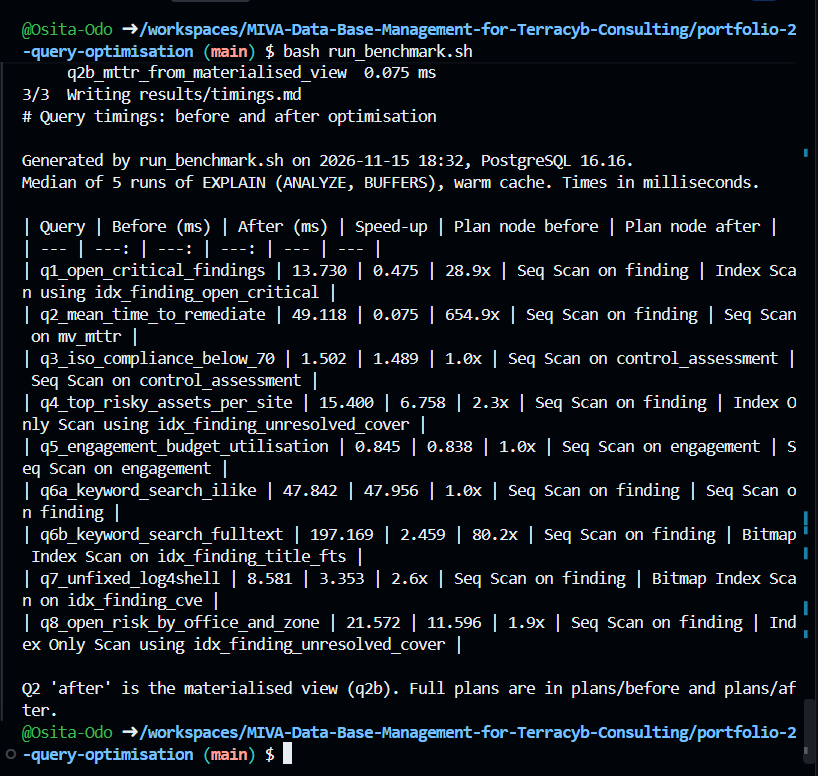 @Osita-Odo ➜/workspaces/MIVA-Data-Base-Management-for-Terracyb-Consulting/portfolio-2
-query-optimisation (main) $ bash run_benchmark.sh
q2b_mttr_from_materialised_view  0.075 ms
3/3  Writing results/timings.md
# Query timings: before and after optimisation
Generated by run_benchmark.sh on 2026-11-15 18:32, PostgreSQL 16.16.
Median of 5 runs of EXPLAIN (ANALYZE, BUFFERS), warm cache. Times in milliseconds.
| Query | Before (ms) | After (ms) | Speed-up | Plan node before | Plan node after |
| --- | ---: | ---: | ---: | --- | --- |
| q1_open_critical_findings | 13.730 | 0.475 | 28.9x | Seq Scan on finding | Index Sca
n using idx_finding_open_critical |
| q2_mean_time_to_remediate | 49.118 | 0.075 | 654.9x | Seq Scan on finding | Seq Scan
on mv_mttr |
| q3_iso_compliance_below_70 | 1.502 | 1.489 | 1.0x | Seq Scan on control_assessment |
Seq Scan on control_assessment |
| q4_top_risky_assets_per_site | 15.400 | 6.758 | 2.3x | Seq Scan on finding | Index O
nly Scan using idx_finding_unresolved_cover |
| q5_engagement_budget_utilisation | 0.845 | 0.838 | 1.0x | Seq Scan on engagement | S
eq Scan on engagement |
| q6a_keyword_search_ilike | 47.842 | 47.956 | 1.0x | Seq Scan on finding | Seq Scan o
n finding |
| q6b_keyword_search_fulltext | 197.169 | 2.459 | 80.2x | Seq Scan on finding | Bitmap
Index Scan on idx_finding_title_fts |
| q7_unfixed_log4shell | 8.581 | 3.353 | 2.6x | Seq Scan on finding | Bitmap Index Sca
n on idx_finding_cve |
| q8_open_risk_by_office_and_zone | 21.572 | 11.596 | 1.9x | Seq Scan on finding | Ind
ex Only Scan using idx_finding_unresolved_cover |
Q2 'after' is the materialised view (q2b). Full plans are in plans/before and plans/af
ter.
@Osita-Odo ➜/workspaces/MIVA-Data-Base-Management-for-Terracyb-Consulting/portfolio-2
-query-optimisation (main) $